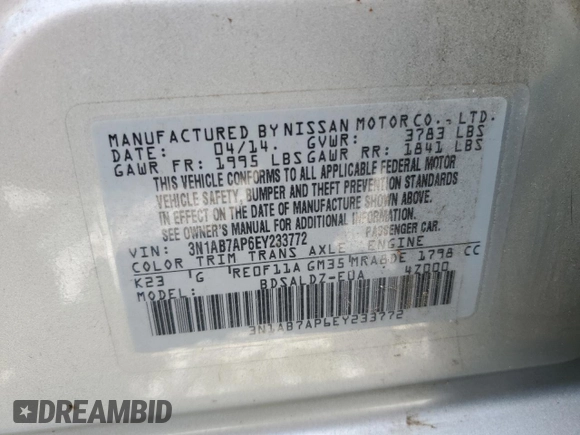 MANUFACTURED BY NISSAN MOTOR CO., LTD.
DATE: 04/14. GVWR: 3783 LBS
GAWR FR: 1995 LBS GAWR RR: 1841 LBS
THIS VEHICLE CONFORMS TO ALL APPLICABLE FEDERAL MOTOR
VEHICLE SAFETY, BUMPER AND THEFT PREVENTION STANDARDS
IN EFFECT ON THE DATE OF MANUFACTURE SHOWN ABOVE.
SEE OWNER'S MANUAL FOR ADDITIONAL INFORMATION.
VIN: 3N1AB7AP6EY233772 PASSENGER CAR.
COLOR TRIM TRANS AXLE ENGINE
K23 G RE0F11A GM35 MRA8DE 1798 CC
MODEL: BDSALDZ-EUA 4Z000
3N1AB7AP6EY233772
DREAMBID